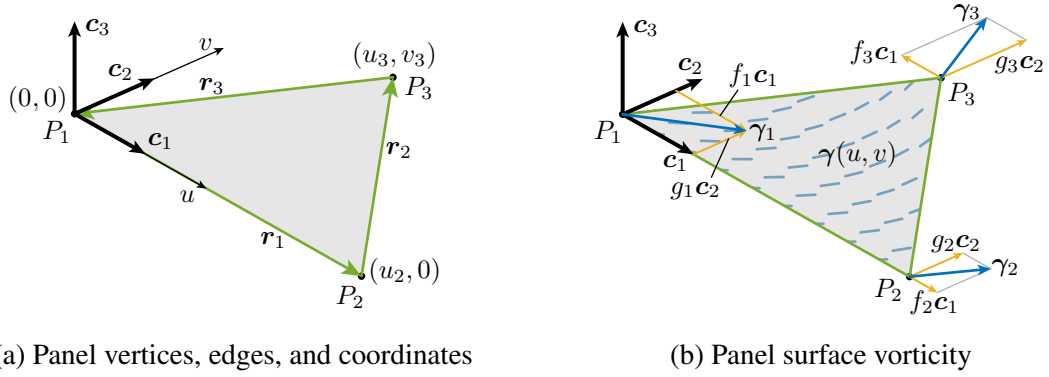 c₃
v
c₂
(u₃, v₃)
r₃
P₃
(0, 0)
P₁
c₁
r₂
u
r₁
(u₂, 0)
P₂
(a) Panel vertices, edges, and coordinates
c₃
c₂
f₁c₁
P₁
γ₁
c₁
g₁c₂
γ(u, v)
γ₃
f₃c₁
g₃c₂
P₃
g₂c₂
γ₂
P₂
f₂c₁
(b) Panel surface vorticity